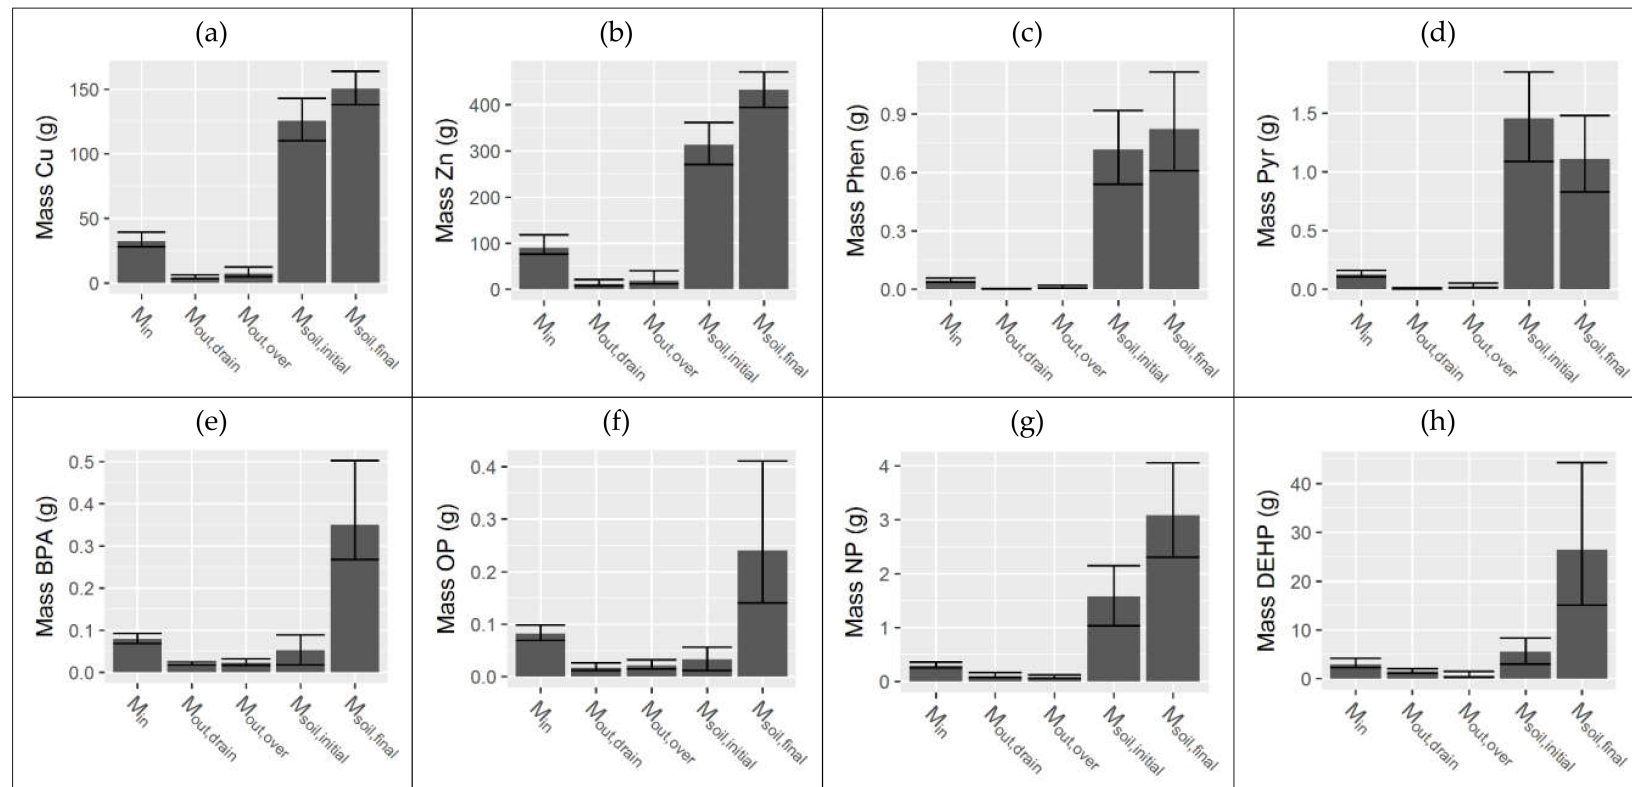 (a)
Mass Cu (g)
150
100
50
0
M_in
M_out,drain
M_out,over
M_soil,initial
M_soil,final
(b)
Mass Zn (g)
400
300
200
100
0
M_in
M_out,drain
M_out,over
M_soil,initial
M_soil,final
(c)
Mass Phen (g)
0.9
0.6
0.3
0.0
M_in
M_out,drain
M_out,over
M_soil,initial
M_soil,final
(d)
Mass Pyr (g)
1.5
1.0
0.5
0.0
M_in
M_out,drain
M_out,over
M_soil,initial
M_soil,final
(e)
Mass BPA (g)
0.5
0.4
0.3
0.2
0.1
0.0
M_in
M_out,drain
M_out,over
M_soil,initial
M_soil,final
(f)
Mass OP (g)
0.4
0.3
0.2
0.1
0.0
M_in
M_out,drain
M_out,over
M_soil,initial
M_soil,final
(g)
Mass NP (g)
4
3
2
1
0
M_in
M_out,drain
M_out,over
M_soil,initial
M_soil,final
(h)
Mass DEHP (g)
40
30
20
10
0
M_in
M_out,drain
M_out,over
M_soil,initial
M_soil,final